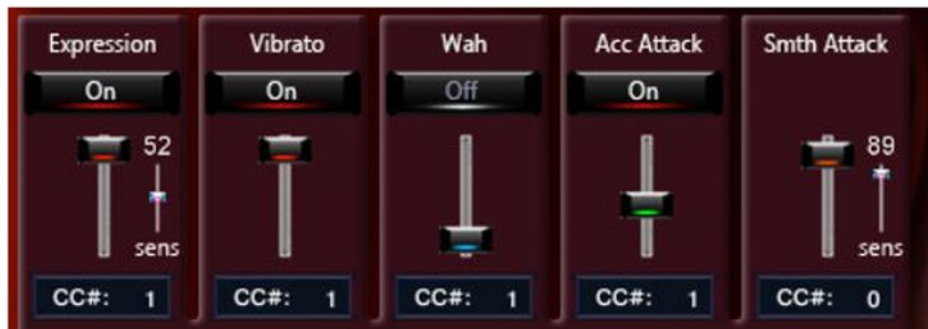 Expression Vibrato Wah Acc Attack Smth Attack
On On Off On
52 89
sens sens
CC#: 1 CC#: 1 CC#: 1 CC#: 1 CC#: 0